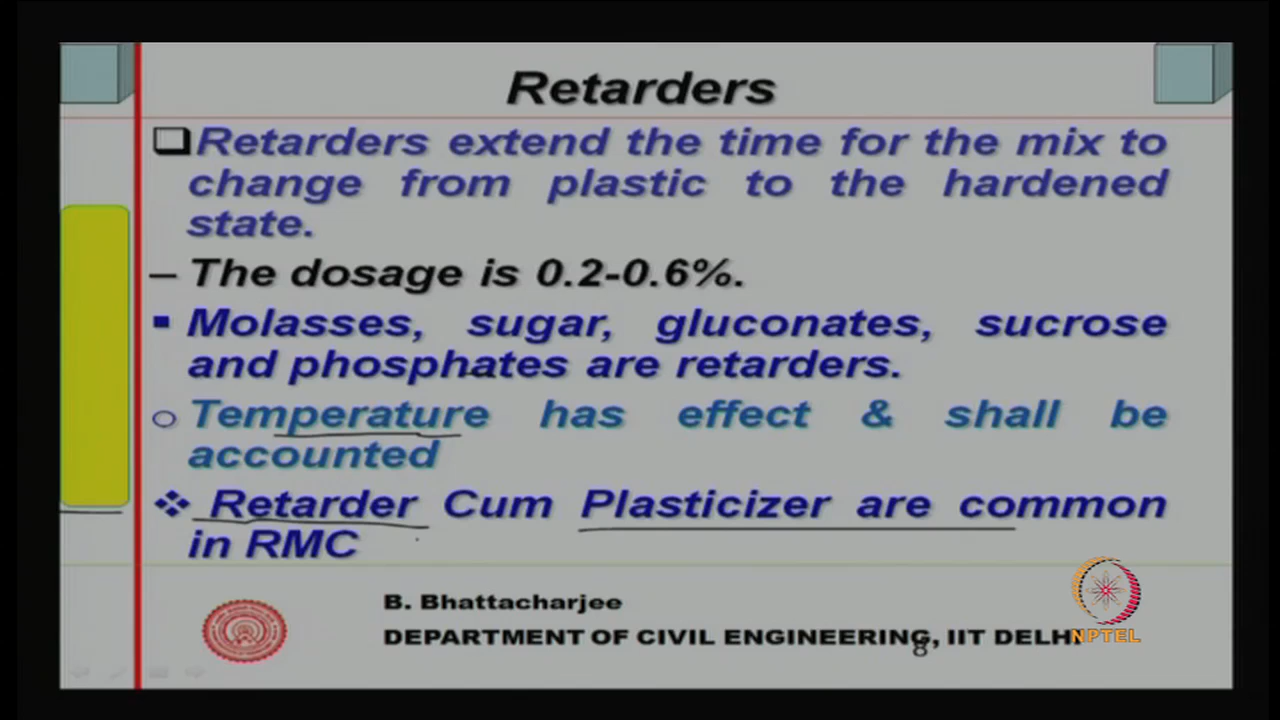 Retarders
Retarders extend the time for the mix to
change from plastic to the hardened
state.
– The dosage is 0.2-0.6%.
Molasses, sugar, gluconates, sucrose
and phosphates are retarders.
Temperature has effect & shall be
accounted
Retarder Cum Plasticizer are common
in RMC
B. Bhattacharjee
DEPARTMENT OF CIVIL ENGINEERING, IIT DELHI
8
NPTEL